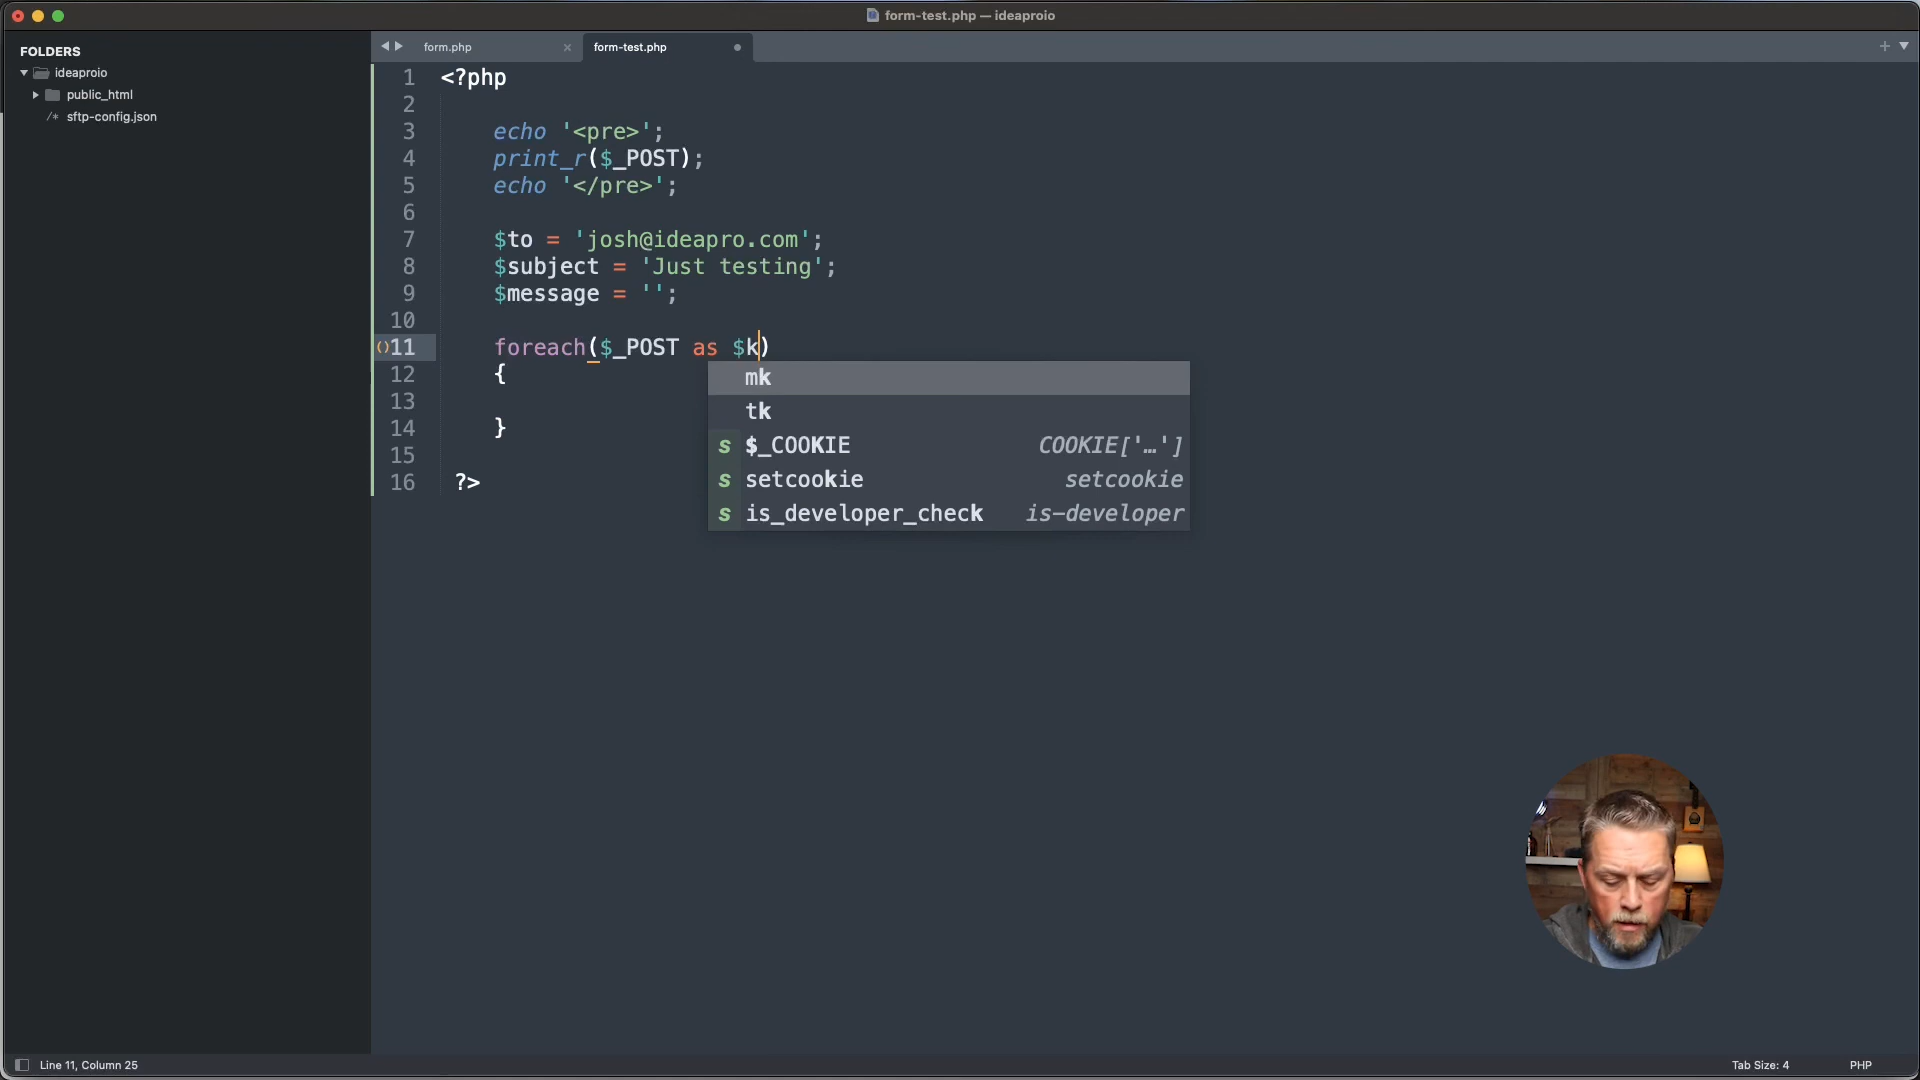 form-test.php — ideaproio
FOLDERS
ideaproio
public_html
/* sftp-config.json
form.php ×
form-test.php
1 <?php
2
3 echo '<pre>';
4 print_r($_POST);
5 echo '</pre>';
6
7 $to = 'josh@ideapro.com';
8 $subject = 'Just testing';
9 $message = '';
10
11 foreach($_POST as $k)
12 {
13
14 }
15
16 ?>
mk
tk
s $_COOKIE COOKIE['…']
s setcookie setcookie
s is_developer_check is-developer
Line 11, Column 25
Tab Size: 4
PHP